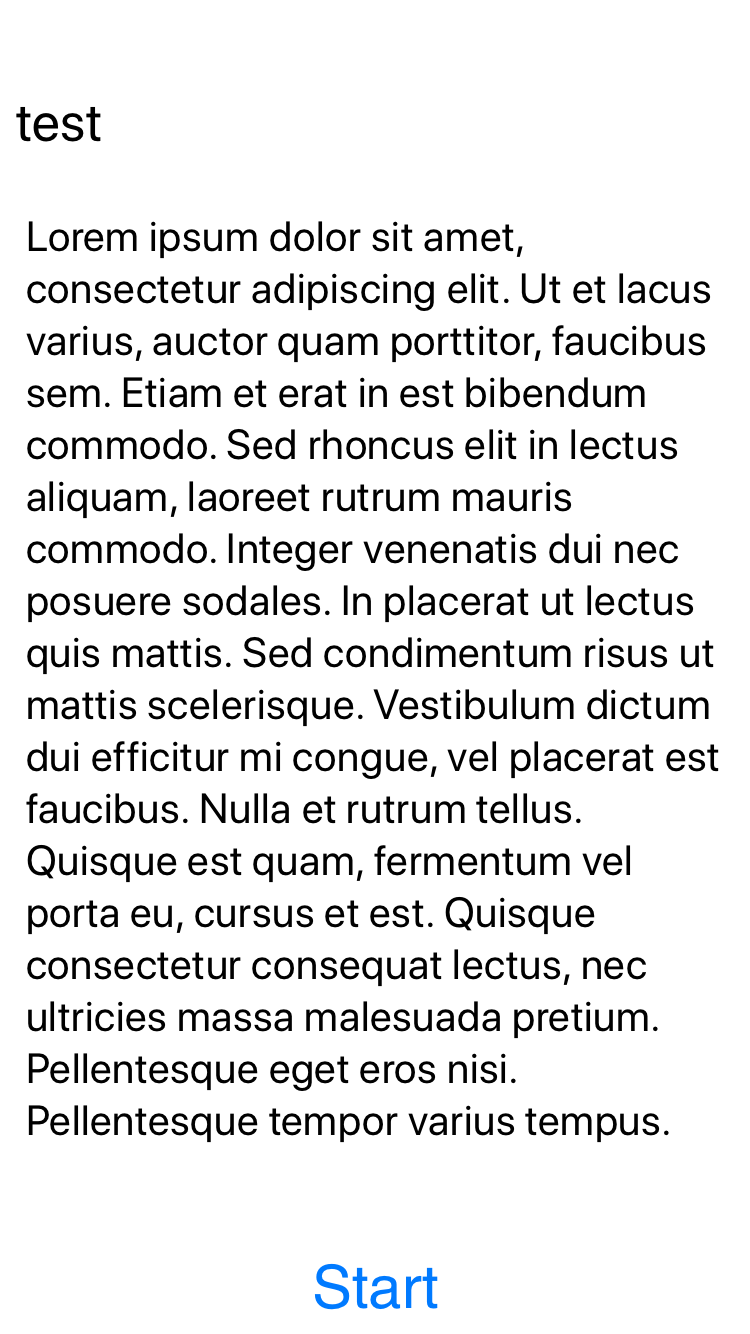 test
Lorem ipsum dolor sit amet,
consectetur adipiscing elit. Ut et lacus
varius, auctor quam porttitor, faucibus
sem. Etiam et erat in est bibendum
commodo. Sed rhoncus elit in lectus
aliquam, laoreet rutrum mauris
commodo. Integer venenatis dui nec
posuere sodales. In placerat ut lectus
quis mattis. Sed condimentum risus ut
mattis scelerisque. Vestibulum dictum
dui efficitur mi congue, vel placerat est
faucibus. Nulla et rutrum tellus.
Quisque est quam, fermentum vel
porta eu, cursus et est. Quisque
consectetur consequat lectus, nec
ultricies massa malesuada pretium.
Pellentesque eget eros nisi.
Pellentesque tempor varius tempus.
Start